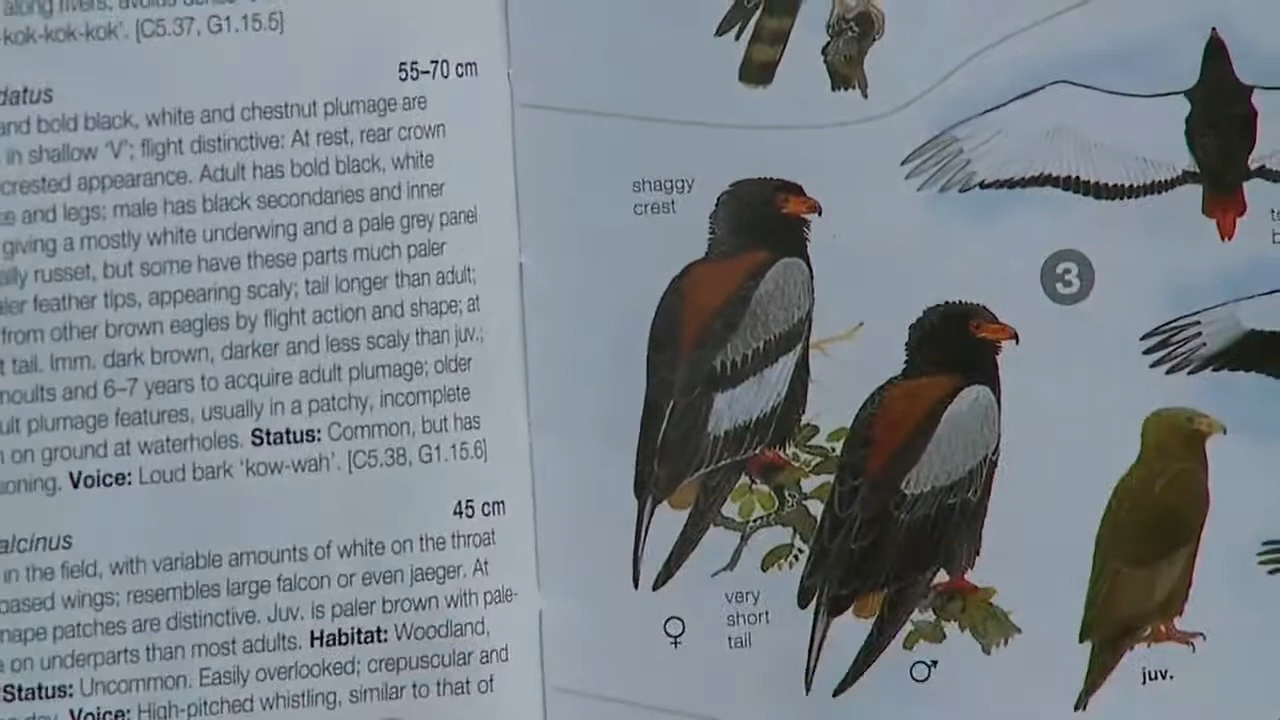 along rivers; avoids dense
-kok-kok-kok'. [C5.37, G1.15.5]
datus
55–70 cm
and bold black, white and chestnut plumage are
in shallow 'V'; flight distinctive: At rest, rear crown
crested appearance. Adult has bold black, white
and legs; male has black secondaries and inner
giving a mostly white underwing and a pale grey panel
ally russet, but some have these parts much paler
ler feather tips, appearing scaly; tail longer than adult;
from other brown eagles by flight action and shape; at
t tail. Imm. dark brown, darker and less scaly than juv.;
moults and 6–7 years to acquire adult plumage; older
ult plumage features, usually in a patchy, incomplete
on ground at waterholes. Status: Common, but has
oning. Voice: Loud bark 'kow-wah'. [C5.38, G1.15.6]
alcinus
45 cm
in the field, with variable amounts of white on the throat
based wings; resembles large falcon or even jaeger. At
nape patches are distinctive. Juv. is paler brown with pale-
on underparts than most adults. Habitat: Woodland,
Status: Uncommon. Easily overlooked; crepuscular and
day. Voice: High-pitched whistling, similar to that of
shaggy
crest
3
♀
very
short
tail
♂
juv.